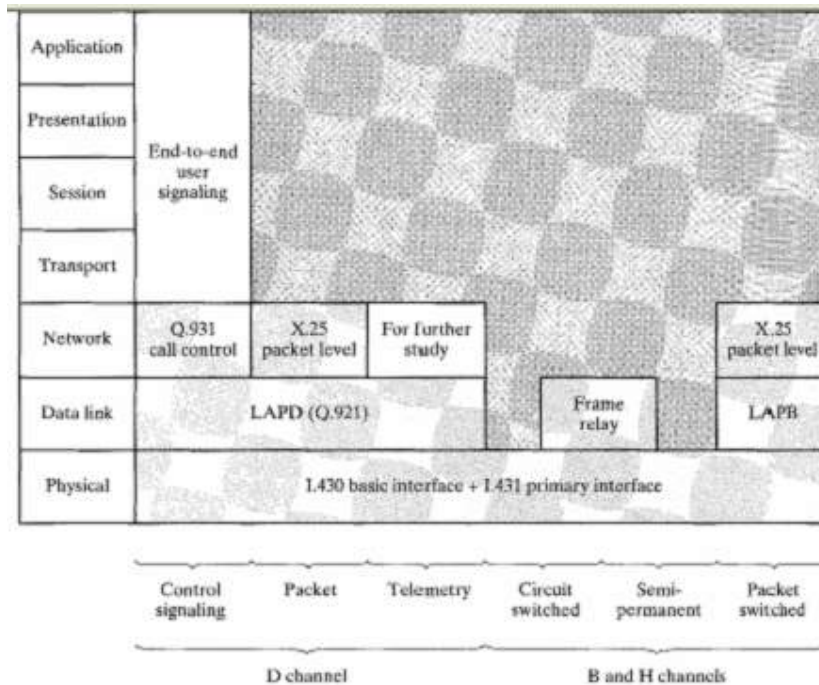 Application
Presentation
End-to-end
user
signaling
Session
Transport
Network
Q.931
call control
X.25
packet level
For further
study
X.25
packet level
Data link
LAPD (Q.921)
Frame
relay
LAPB
Physical
I.430 basic interface + I.431 primary interface
Control
signaling
Packet
Telemetry
Circuit
switched
Semi-
permanent
Packet
switched
D channel
B and H channels